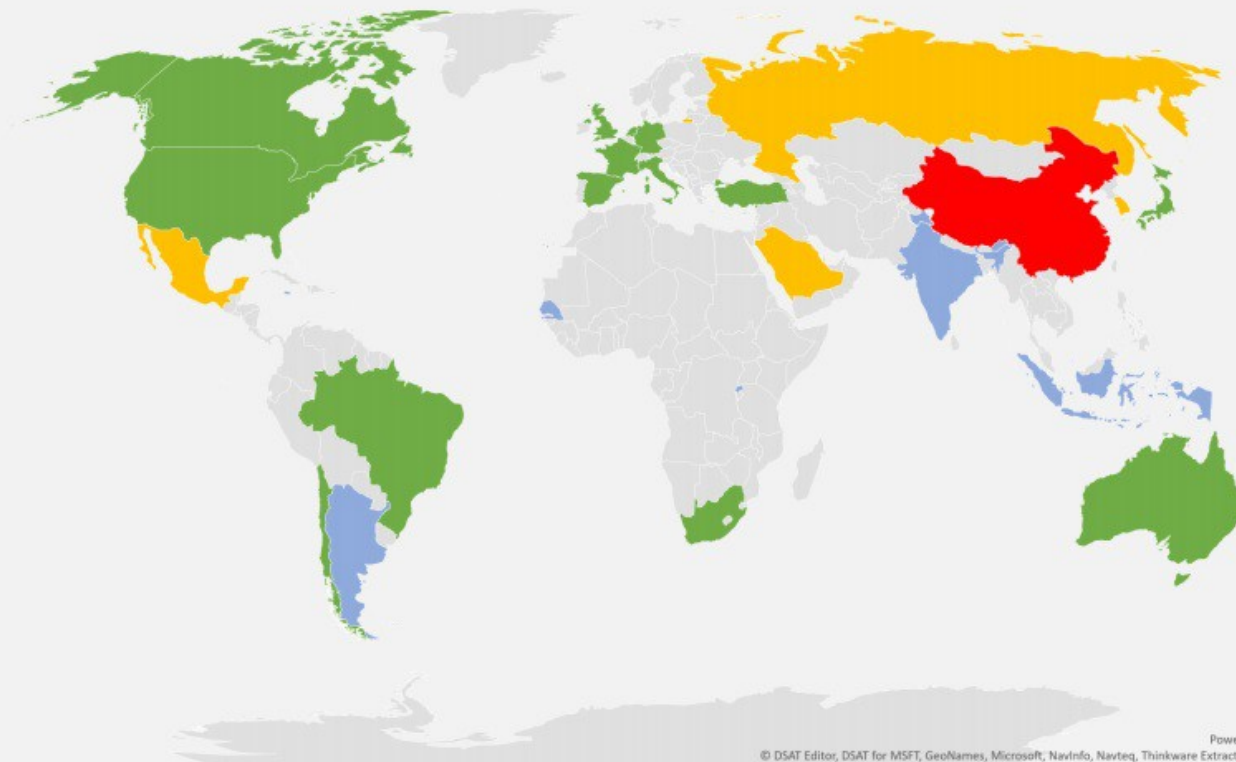 Powe
© DSAT Editor, DSAT for MSFT, GeoNames, Microsoft, NavInfo, Navteq, Thinkware Extract